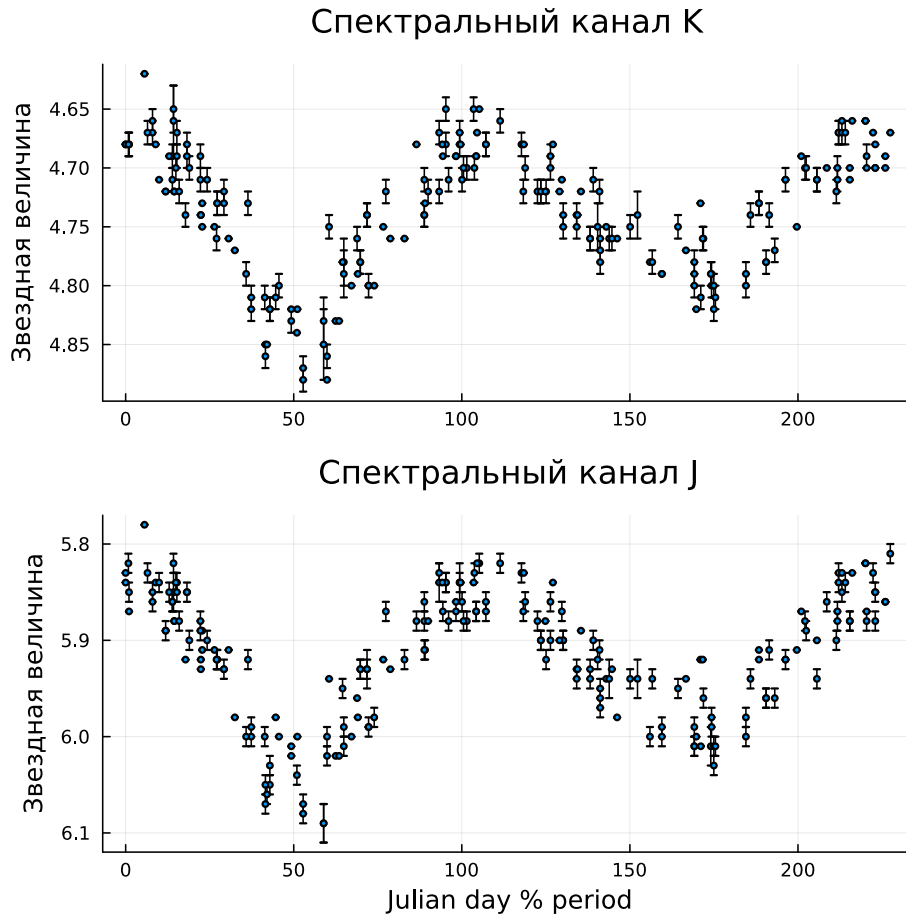 Спектральный канал K
Звездная величина
4.65
4.70
4.75
4.80
4.85
0 50 100 150 200
Спектральный канал J
Звездная величина
5.8
5.9
6.0
6.1
0 50 100 150 200
Julian day % period